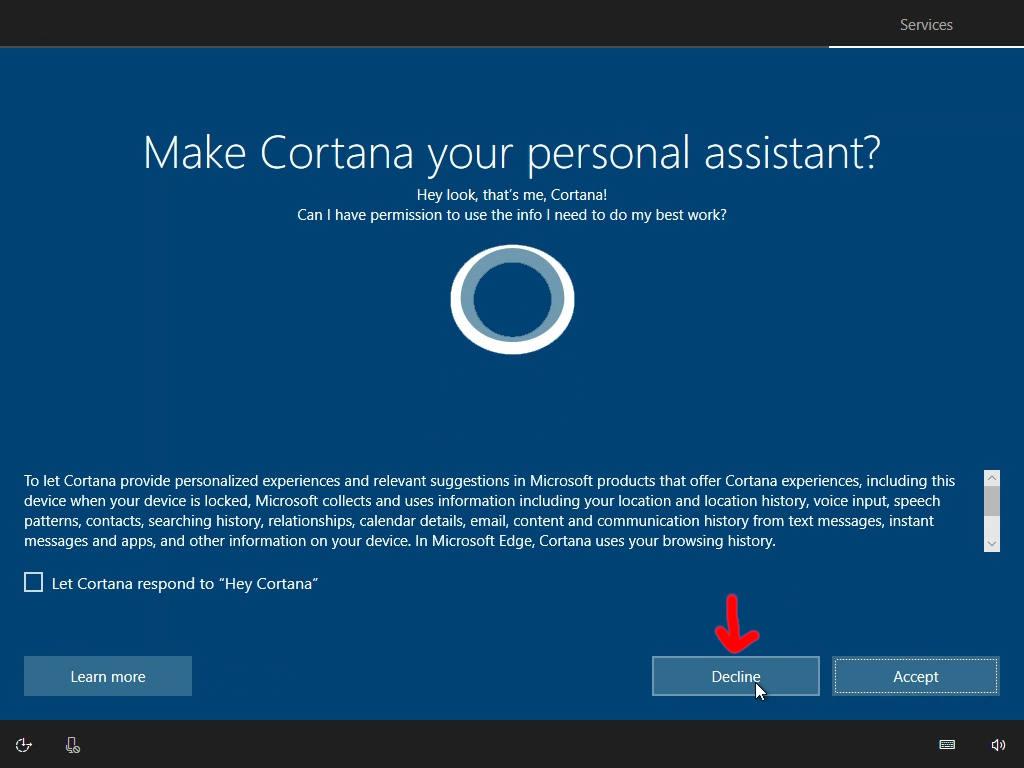 Services
Make Cortana your personal assistant?
Hey look, that's me, Cortana!
Can I have permission to use the info I need to do my best work?
To let Cortana provide personalized experiences and relevant suggestions in Microsoft products that offer Cortana experiences, including this
device when your device is locked, Microsoft collects and uses information including your location and location history, voice input, speech
patterns, contacts, searching history, relationships, calendar details, email, content and communication history from text messages, instant
messages and apps, and other information on your device. In Microsoft Edge, Cortana uses your browsing history.
Let Cortana respond to “Hey Cortana”
Learn more
Decline
Accept